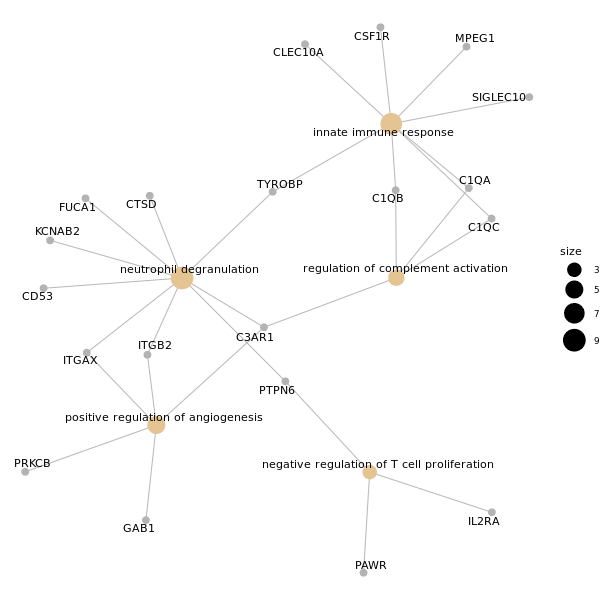 CSF1R
MPEG1
CLEC10A
SIGLEC10
innate immune response
TYROBP
C1QA
C1QB
CTSD
FUCA1
C1QC
KCNAB2
size
neutrophil degranulation
regulation of complement activation
3
5
CD53
7
C3AR1
9
ITGB2
ITGAX
PTPN6
positive regulation of angiogenesis
PRKCB
negative regulation of T cell proliferation
IL2RA
GAB1
PAWR